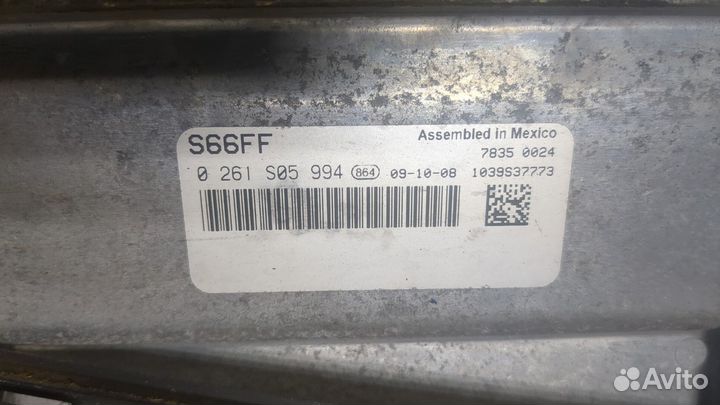 S66FF
Assembled in Mexico
7835 0024
0 261 S05 994 864 09-10-08 1039S37773
Avito